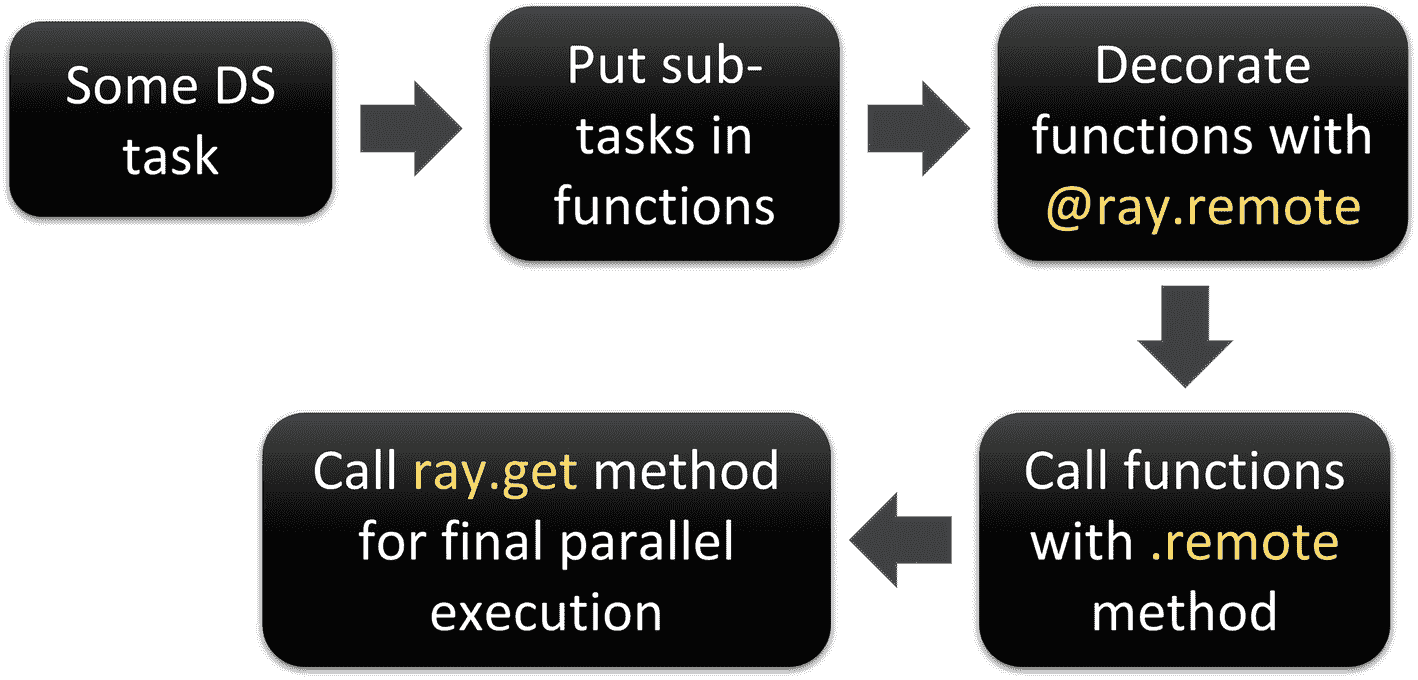 Some DS
task
Put sub-
tasks in
functions
Decorate
functions with
@ray.remote
Call functions
with .remote
method
Call ray.get method
for final parallel
execution